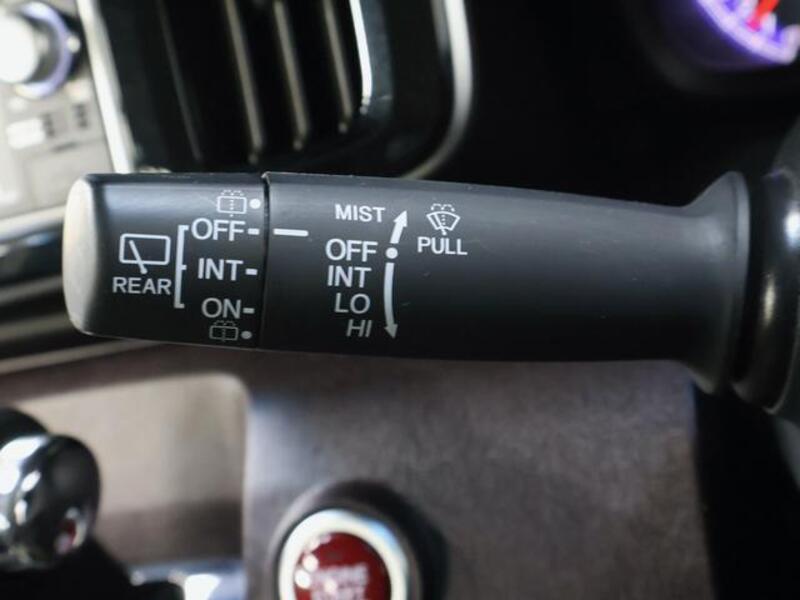 OFF
INT
ON
REAR
MIST
OFF
INT
LO
HI
PULL